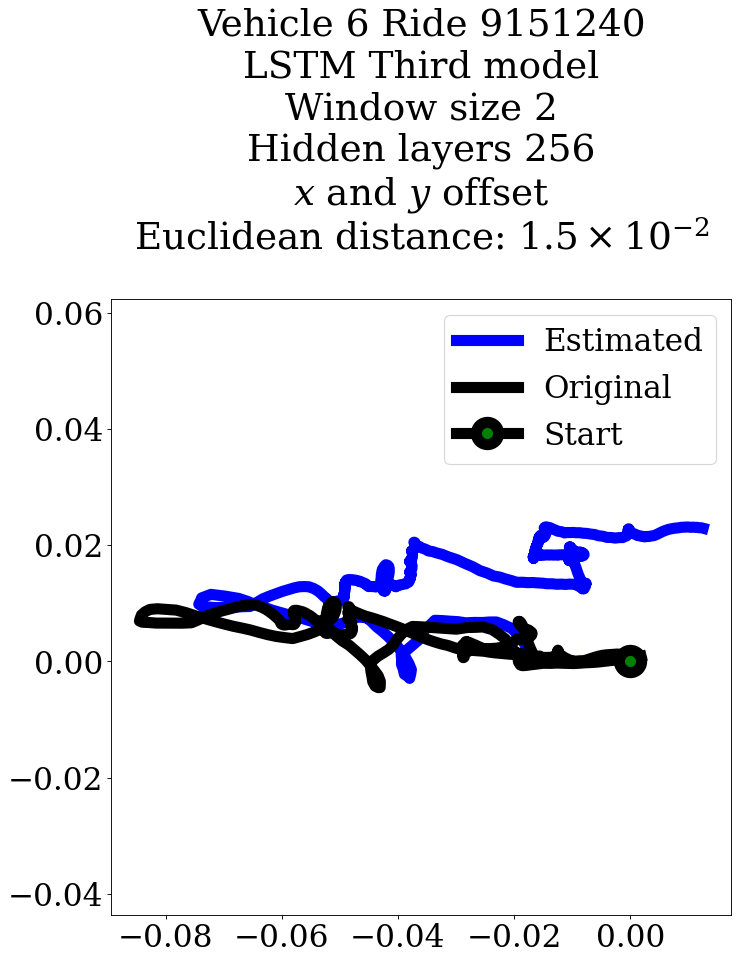 Vehicle 6 Ride 9151240
LSTM Third model
Window size 2
Hidden layers 256
x and y offset
Euclidean distance: 1.5 × 10⁻²
Estimated
Original
Start
0.06
0.04
0.02
0.00
−0.02
−0.04
−0.08 −0.06 −0.04 −0.02 0.00